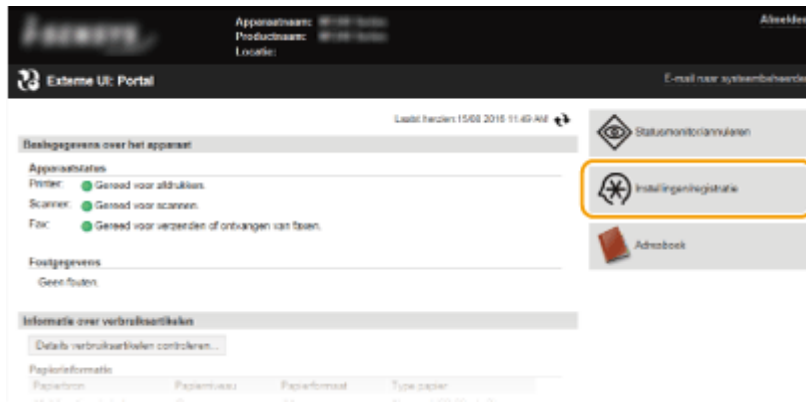 Apparaatnaam:
Productnaam:
Locatie:
Afmelden
Externe UI: Portal
E-mail naar systeembeheerder
Laatst herzien:15/08 2016 11:49 AM
Basisgegevens over het apparaat
Apparaatstatus
Printer: Gereed voor afdrukken.
Scanner: Gereed voor scannen.
Fax: Gereed voor verzenden of ontvangen van faxen.
Foutgegevens
Geen fouten.
Informatie over verbruiksartikelen
Details verbruiksartikelen controleren...
Papierinformatie
Papierbron Papierniveau Papierformaat Type papier
Statusmonitor/annuleren
Instellingen/registratie
Adresboek